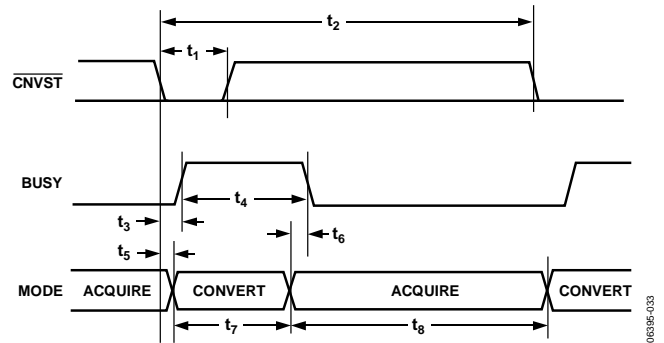 t2
t1
CNVST
BUSY
t4
t3
t6
t5
MODE ACQUIRE CONVERT ACQUIRE CONVERT
t7 t8
06395-033